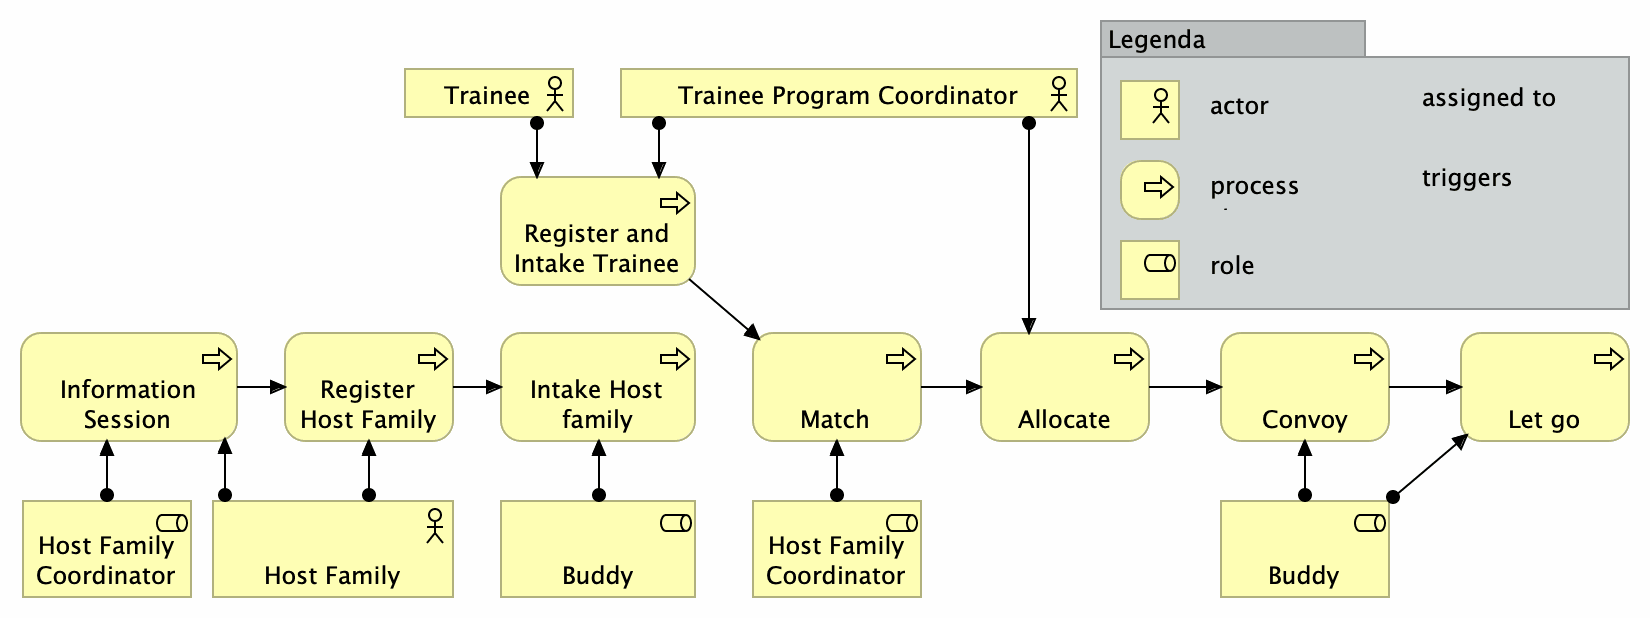 Legenda
Trainee
Trainee Program Coordinator
actor
assigned to
process
triggers
role
Register and
Intake Trainee
Information
Session
Register
Host Family
Intake Host
family
Match
Allocate
Convoy
Let go
Host Family
Coordinator
Host Family
Buddy
Host Family
Coordinator
Buddy